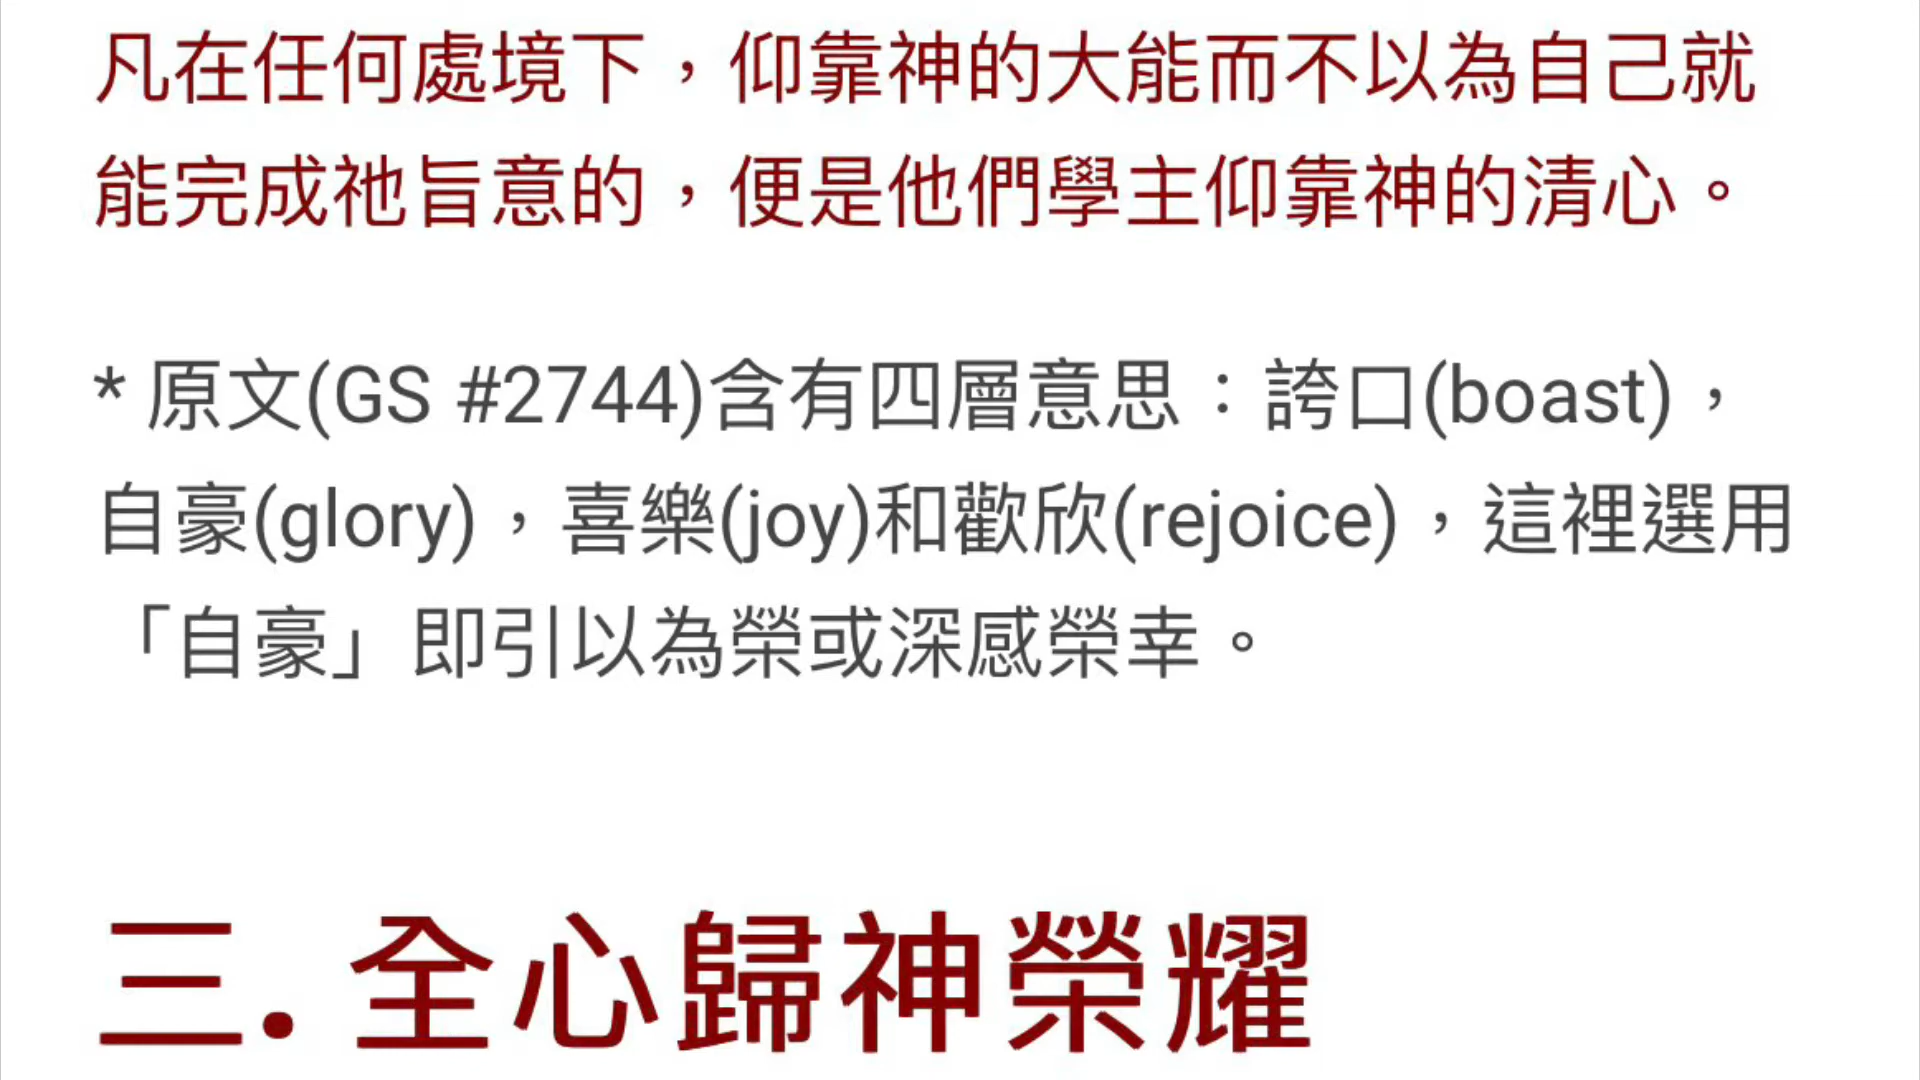 凡在任何處境下，仰靠神的大能而不以為自己就
能完成祂旨意的，便是他們學主仰靠神的清心。
* 原文(GS #2744)含有四層意思：誇口(boast)，
自豪(glory)，喜樂(joy)和歡欣(rejoice)，這裡選用
「自豪」即引以為榮或深感榮幸。
三. 全心歸神榮耀